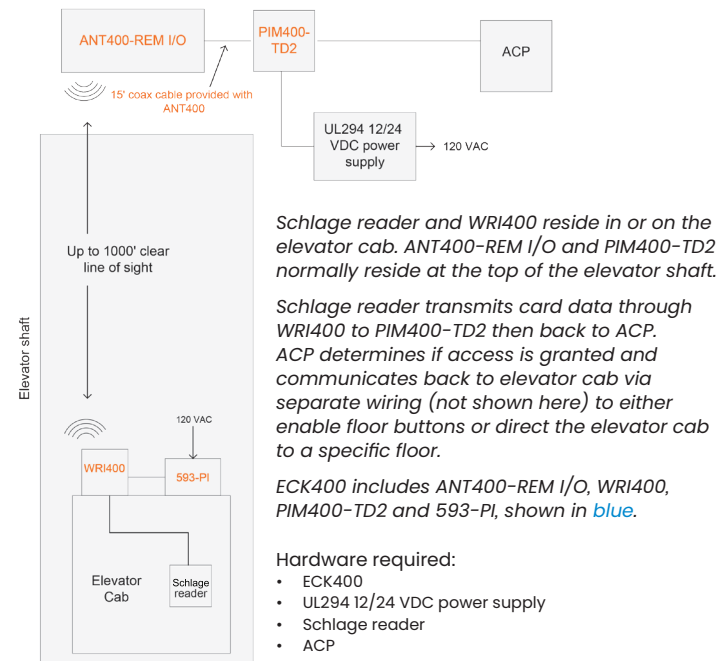 ANT400-REM I/O
PIM400-
TD2
ACP
15' coax cable provided with
ANT400
UL294 12/24
VDC power
supply
120 VAC
Up to 1000' clear
line of sight
Elevator shaft
120 VAC
WRI400
593-PI
Elevator
Cab
Schlage
reader
Schlage reader and WRI400 reside in or on the
elevator cab. ANT400-REM I/O and PIM400-TD2
normally reside at the top of the elevator shaft.
Schlage reader transmits card data through
WRI400 to PIM400-TD2 then back to ACP.
ACP determines if access is granted and
communicates back to elevator cab via
separate wiring (not shown here) to either
enable floor buttons or direct the elevator cab
to a specific floor.
ECK400 includes ANT400-REM I/O, WRI400,
PIM400-TD2 and 593-PI, shown in blue.
Hardware required:
• ECK400
• UL294 12/24 VDC power supply
• Schlage reader
• ACP